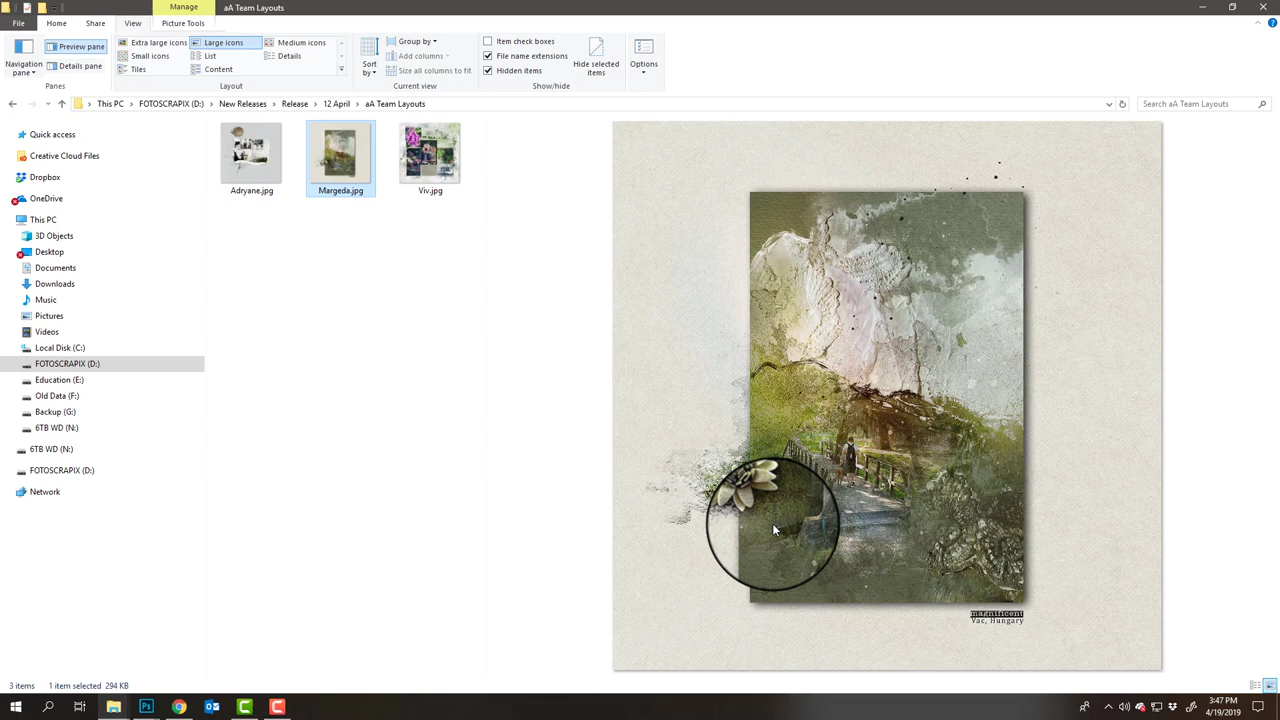 Manage
aA Team Layouts
File
Home
Share
View
Picture Tools
Navigation pane
Preview pane
Details pane
Panes
Extra large icons
Large icons
Medium icons
Small icons
List
Details
Tiles
Content
Layout
Sort by
Group by
Add columns
Size all columns to fit
Current view
Item check boxes
File name extensions
Hidden items
Hide selected items
Show/hide
Options
This PC
FOTOSCRAPIX (D:)
New Releases
Release
12 April
aA Team Layouts
Search aA Team Layouts
Quick access
Creative Cloud Files
Dropbox
OneDrive
This PC
3D Objects
Desktop
Documents
Downloads
Music
Pictures
Videos
Local Disk (C:)
FOTOSCRAPIX (D:)
Education (E:)
Old Data (F:)
Backup (G:)
6TB WD (N:)
6TB WD (N:)
FOTOSCRAPIX (D:)
Network
Adryane.jpg
Margeda.jpg
Viv.jpg
magnificent
Vac, Hungary
3 items
1 item selected 294 KB
Ps
3:47 PM
4/19/2019